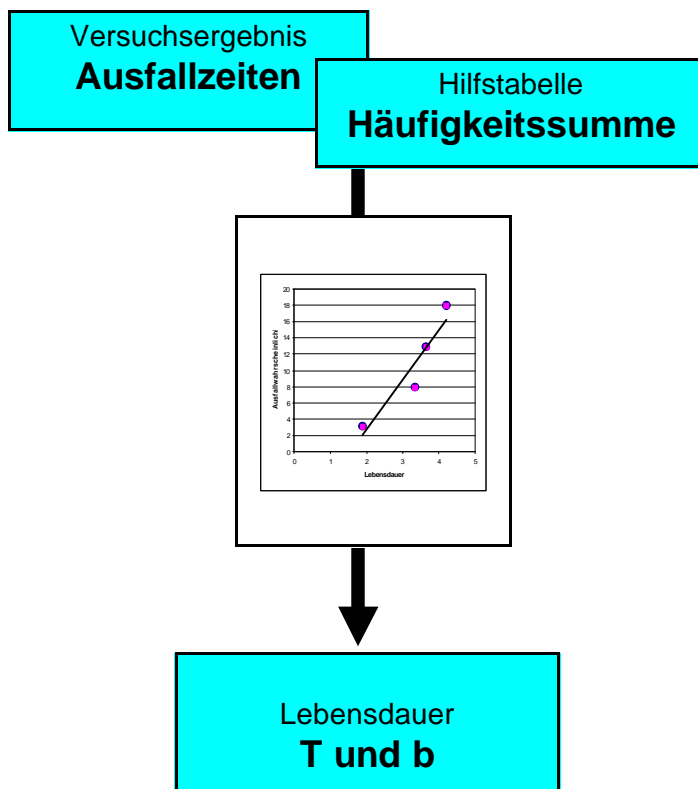 Versuchsergebnis
Ausfallzeiten
Hilfstabelle
Häufigkeitssumme
Ausfallwahrscheinlichl
20
18
16
14
12
10
8
6
4
2
0
0 1 2 3 4 5
Lebensdauer
Lebensdauer
T und b